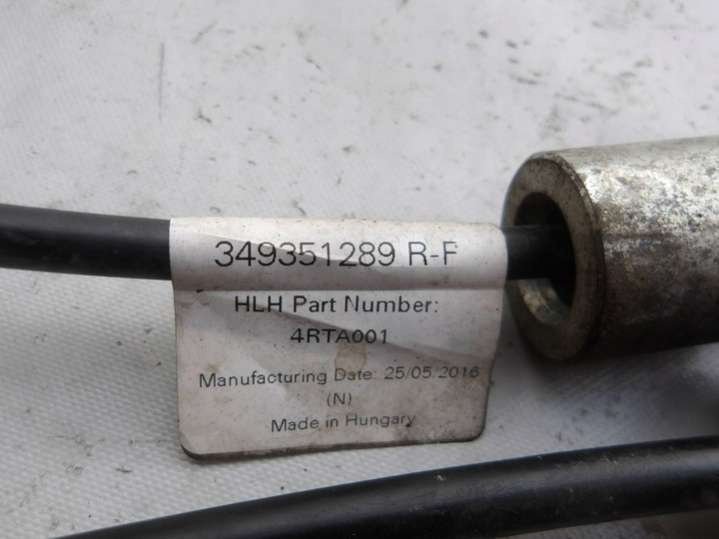 349351289 R-F
HLH Part Number:
4RTA001
Manufacturing Date: 25/05.2016
(N)
Made in Hungary